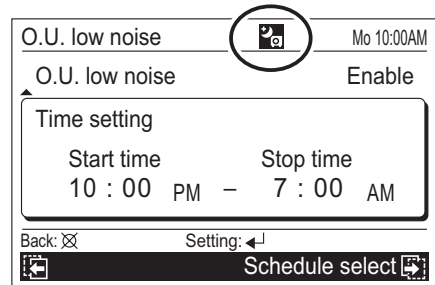 O.U. low noise Mo 10:00AM
O.U. low noise Enable
Time setting
Start time Stop time
10 : 00 PM – 7 : 00 AM
Back: Setting:
Schedule select